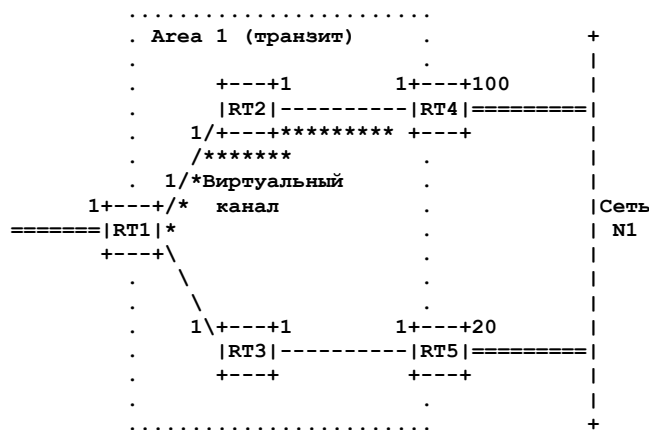 Area 1 (транзит)
+---+1 1+---+100
|RT2|----------|RT4|=========|
1/+---+********* +---+
/*******
1/*Виртуальный
1+---+/* канал |Сеть
=======|RT1|* | N1
+---+\
1\+---+1 1+---+20
|RT3|----------|RT5|=========|
+---+ +---+